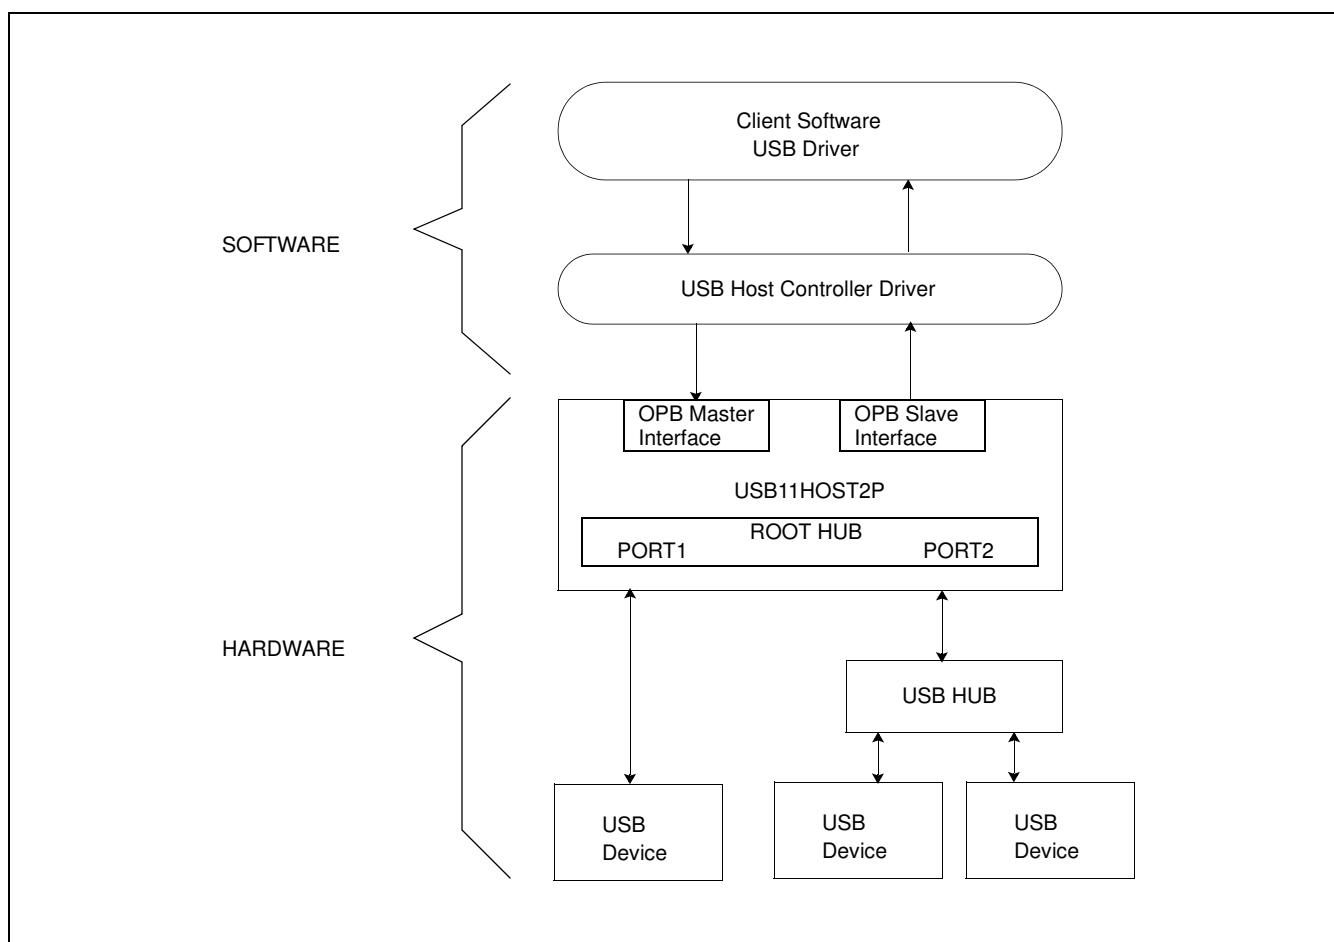 Client Software
USB Driver
SOFTWARE
USB Host Controller Driver
OPB Master
Interface
OPB Slave
Interface
USB11HOST2P
ROOT HUB
PORT1
PORT2
HARDWARE
USB HUB
USB
Device
USB
Device
USB
Device